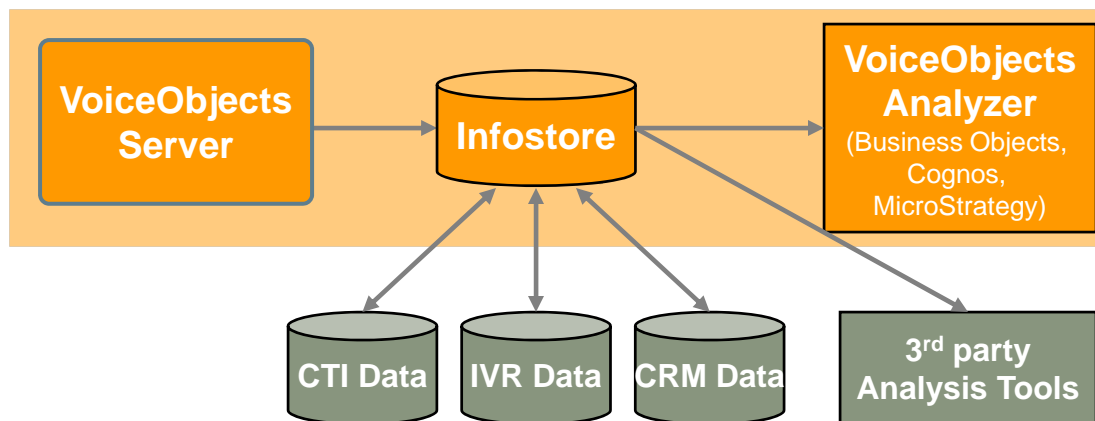 VoiceObjects
Server
Infostore
VoiceObjects
Analyzer
(Business Objects,
Cognos,
MicroStrategy)
CTI Data
IVR Data
CRM Data
3rd party
Analysis Tools